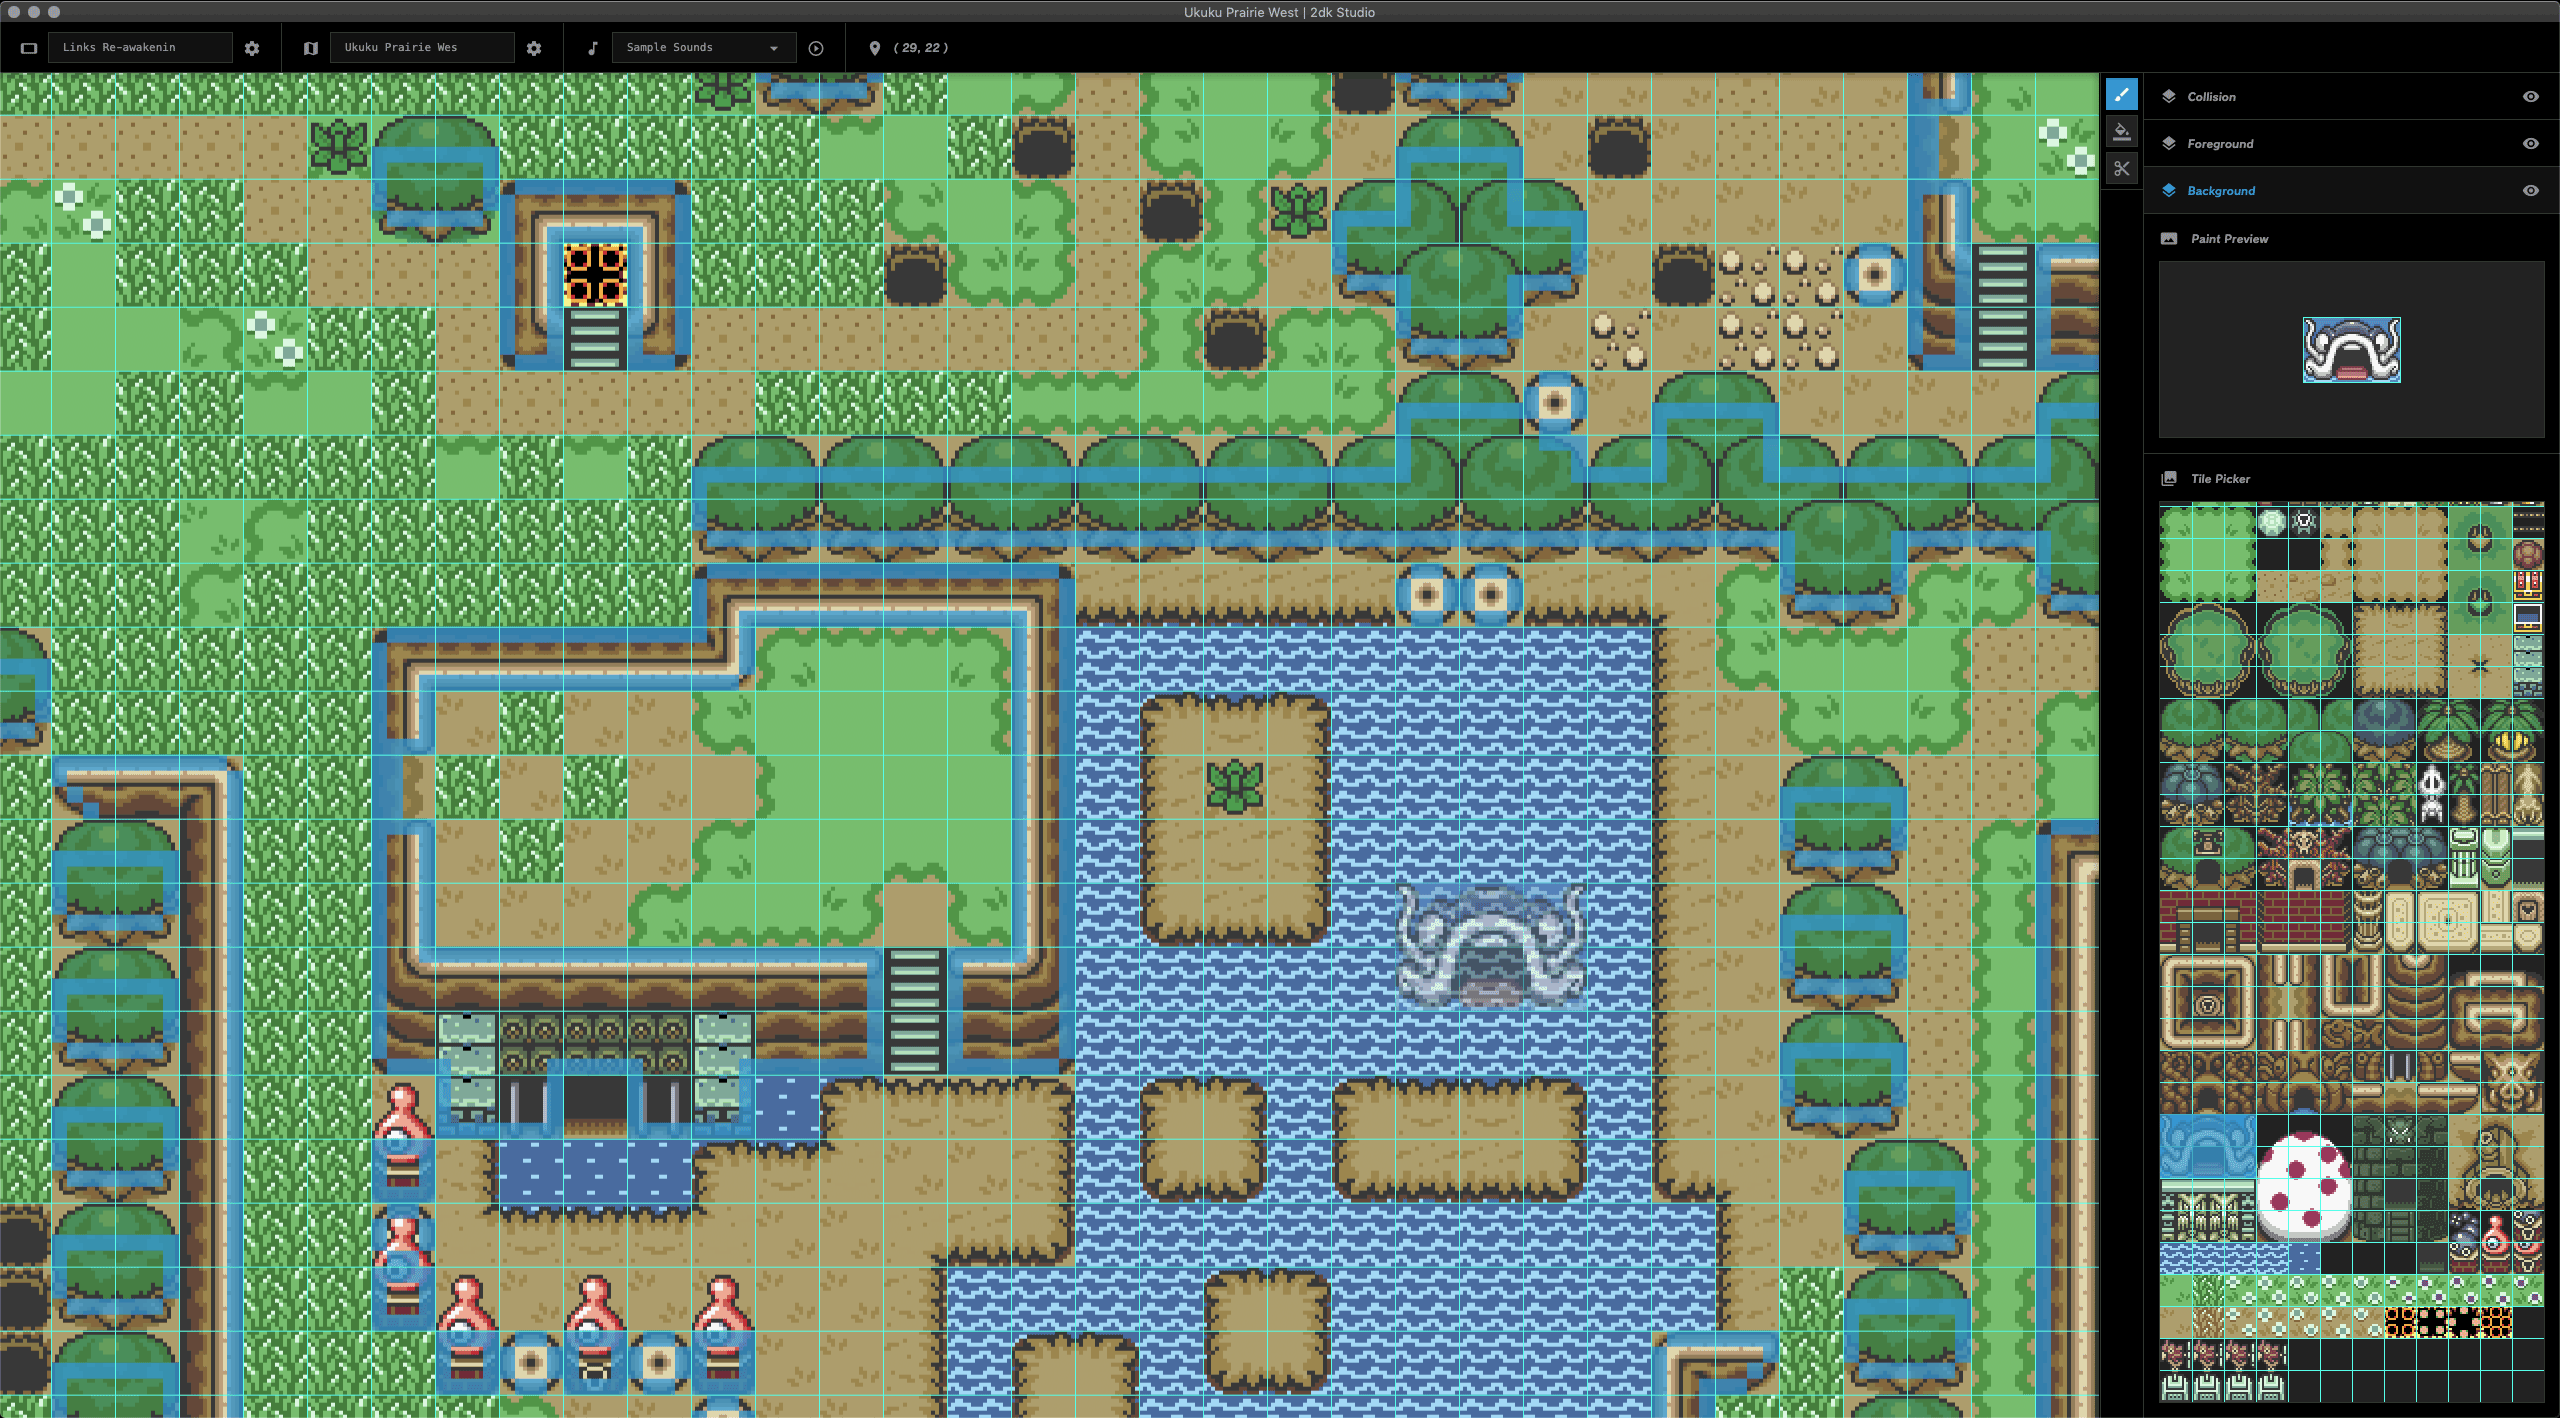 Ukuku Prairie West | 2dk Studio
Links Re-awakenin
Ukuku Prairie Wes
Sample Sounds
( 29, 22 )
Collision
Foreground
Background
Paint Preview
Tile Picker